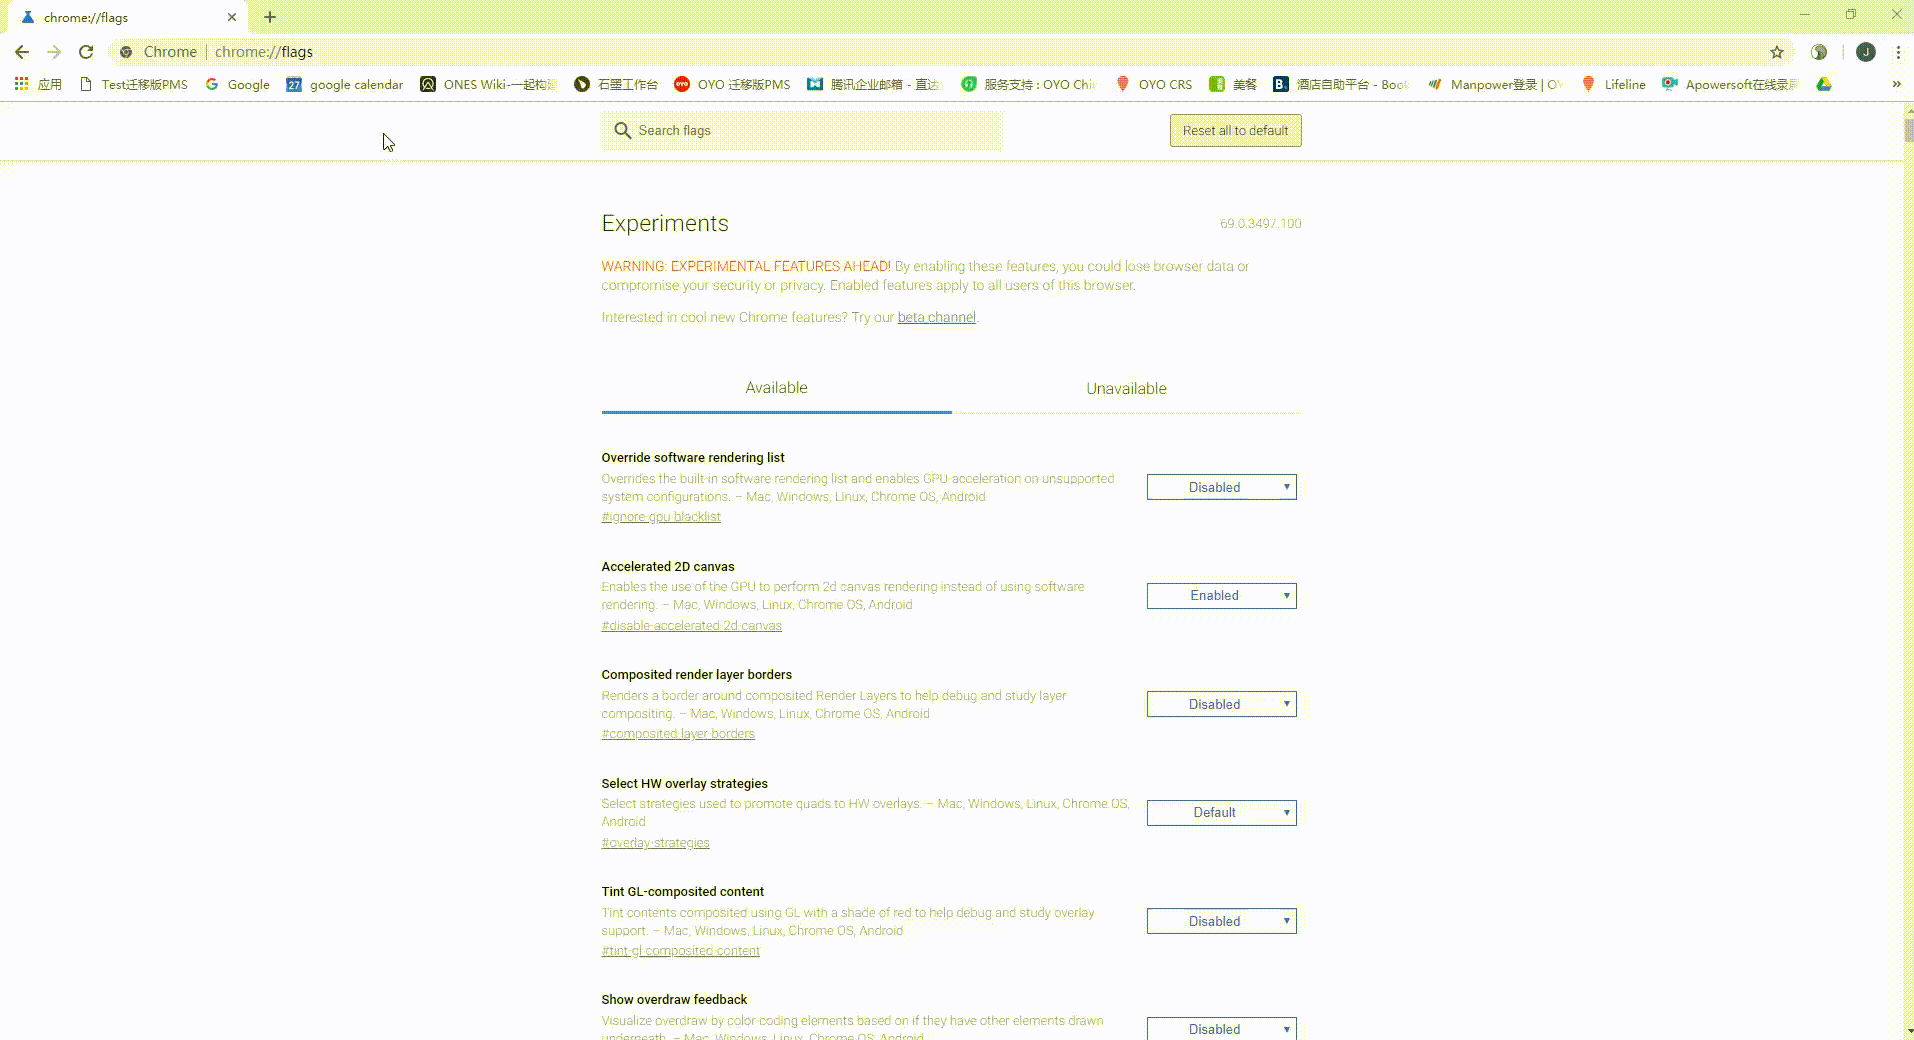 chrome://flags
Chrome | chrome://flags
J
应用 Test迁移版PMS Google 27 google calendar ONES Wiki-一起构建 石墨工作台 OYO OYO 迁移版PMS 腾讯企业邮箱 - 直达 服务支持 : OYO Chi OYO CRS 美餐 B. 酒店自助平台 - Book Manpower登录 | OY Lifeline Apowersoft在线录屏 »
Search flags Reset all to default
Experiments 69.0.3497.100
WARNING: EXPERIMENTAL FEATURES AHEAD! By enabling these features, you could lose browser data or
compromise your security or privacy. Enabled features apply to all users of this browser.
Interested in cool new Chrome features? Try our beta channel.
Available Unavailable
Override software rendering list
Overrides the built-in software rendering list and enables GPU-acceleration on unsupported
system configurations. – Mac, Windows, Linux, Chrome OS, Android
#ignore-gpu-blacklist
Disabled
Accelerated 2D canvas
Enables the use of the GPU to perform 2d canvas rendering instead of using software
rendering. – Mac, Windows, Linux, Chrome OS, Android
#disable-accelerated-2d-canvas
Enabled
Composited render layer borders
Renders a border around composited Render Layers to help debug and study layer
compositing. – Mac, Windows, Linux, Chrome OS, Android
#composited-layer-borders
Disabled
Select HW overlay strategies
Select strategies used to promote quads to HW overlays. – Mac, Windows, Linux, Chrome OS,
Android
#overlay-strategies
Default
Tint GL-composited content
Tint contents composited using GL with a shade of red to help debug and study overlay
support. – Mac, Windows, Linux, Chrome OS, Android
#tint-gl-composited-content
Disabled
Show overdraw feedback
Visualize overdraw by color-coding elements based on if they have other elements drawn
underneath. – Mac, Windows, Linux, Chrome OS, Android
Disabled